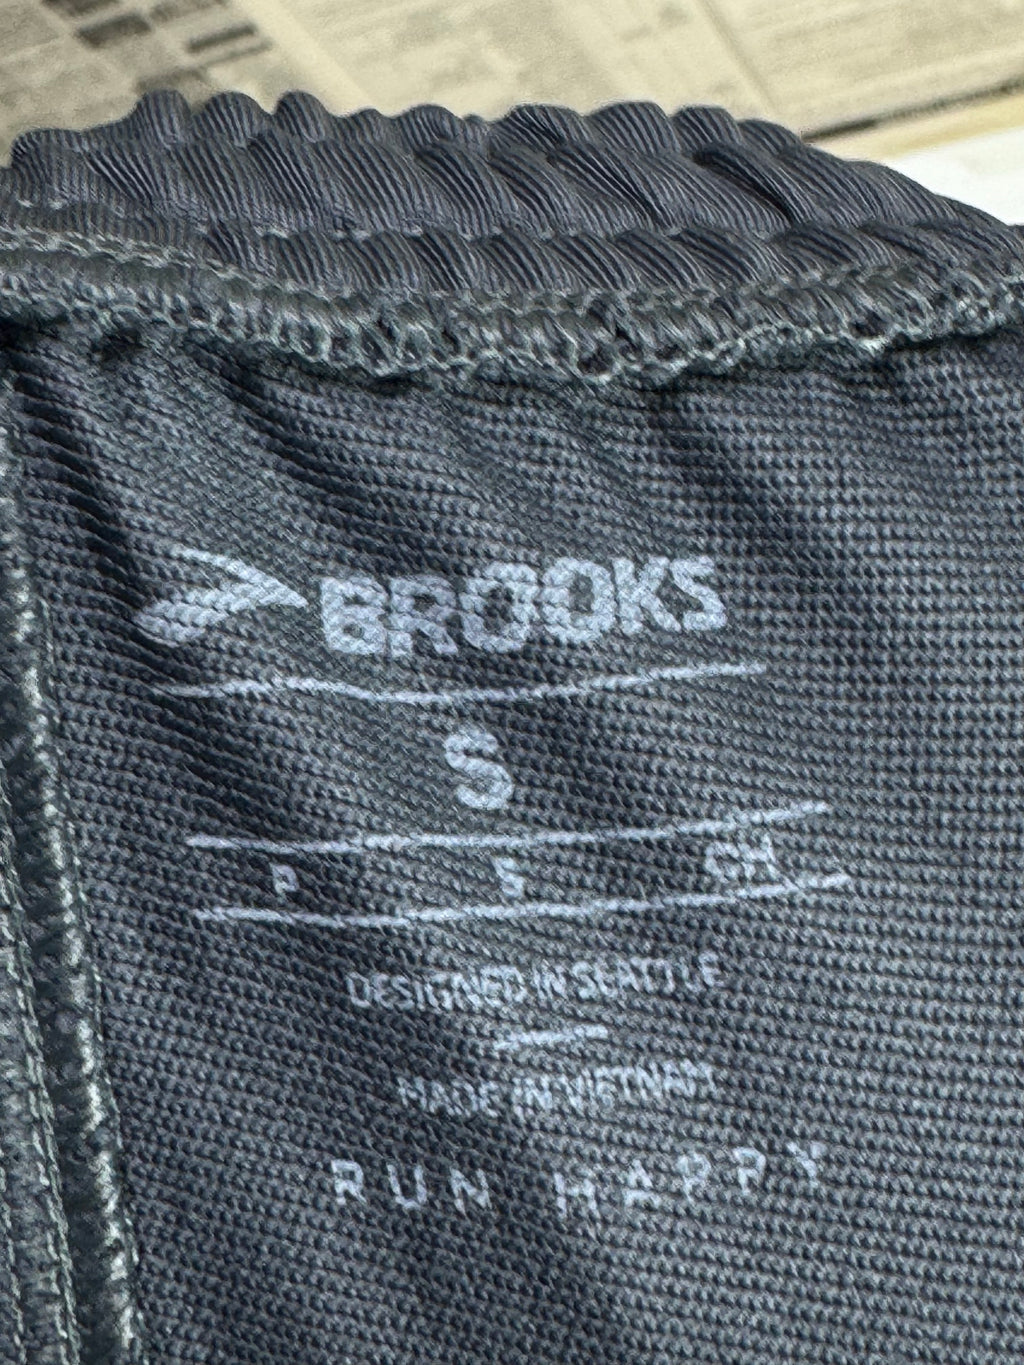 BROOKS
S
P S CH
DESIGNED IN SEATTLE
MADE IN VIETNAM
RUN HAPPY